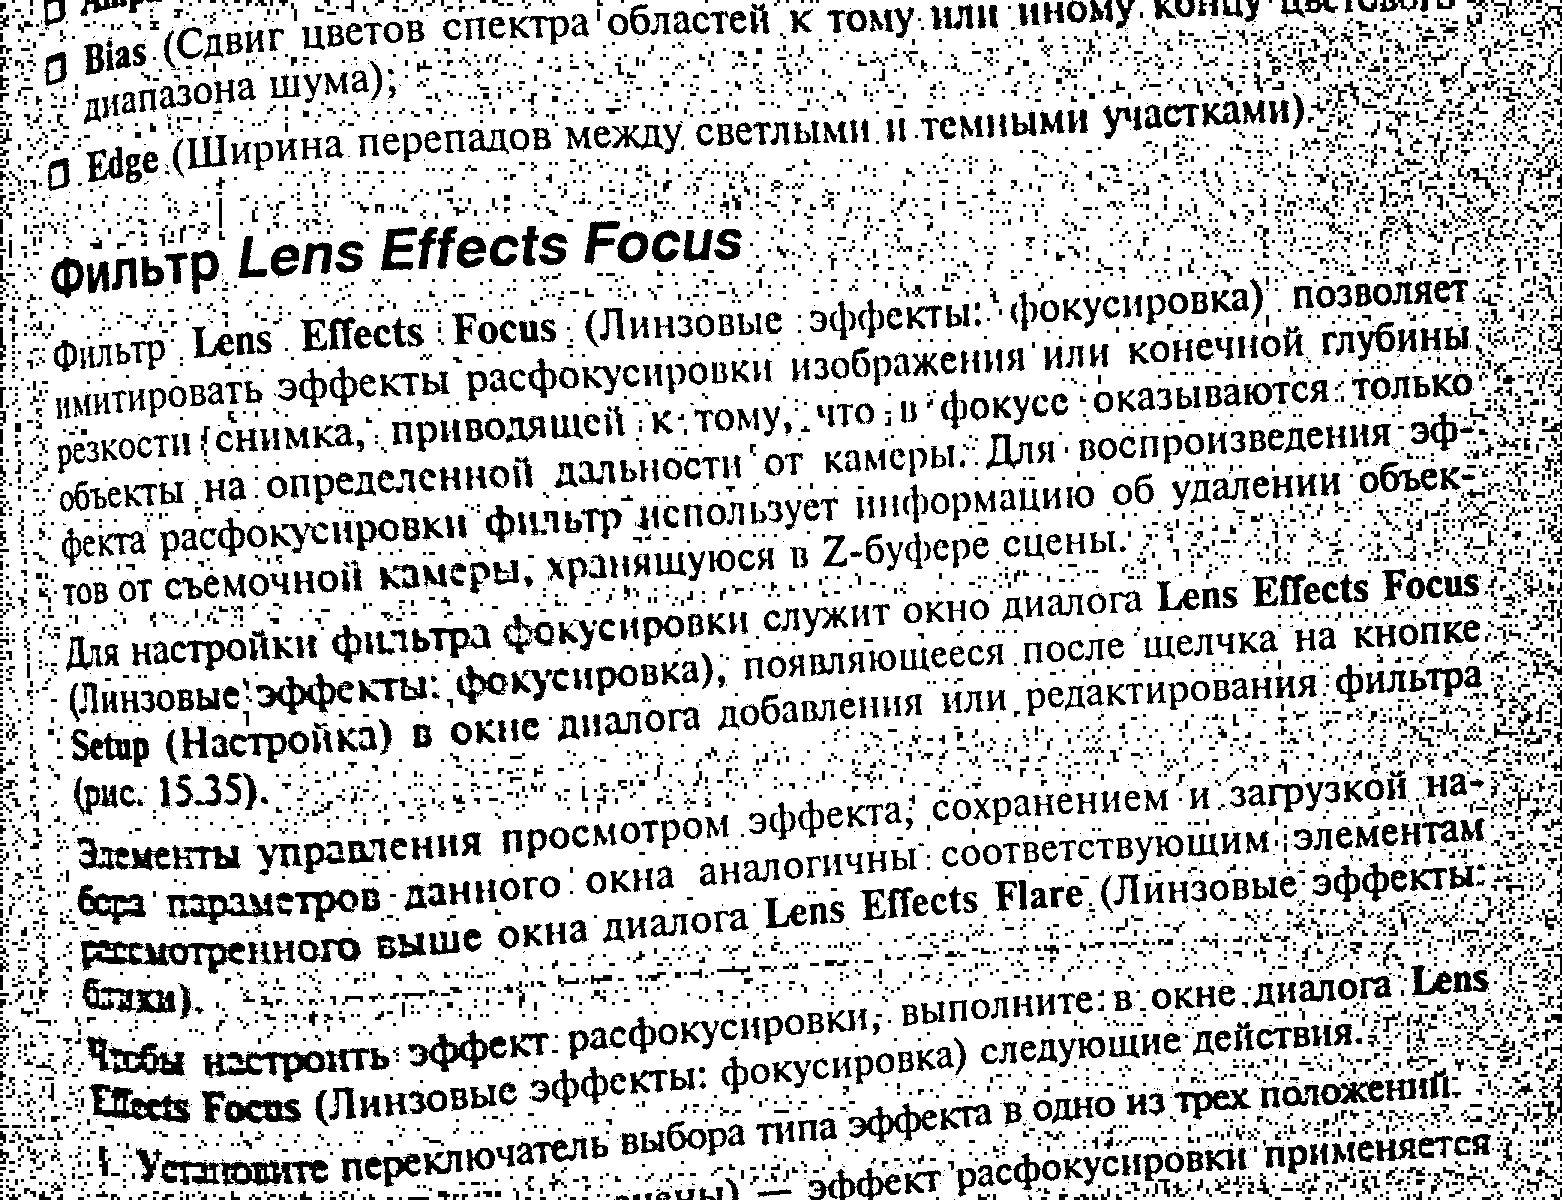 ❒ Bias (Сдвиг цветов спектра областей к тому или иному концу цветового
диапазона шума);
❒ Edge (Ширина перепадов между светлыми и темными участками).
Фильтр Lens Effects Focus
Фильтр Lens Effects Focus (Линзовые эффекты: фокусировка) позволяет
имитировать эффекты расфокусировки изображения или конечной глубины
резкости снимка, приводящей к тому, что в фокусе оказываются только
объекты на определенной дальности от камеры. Для воспроизведения эф-
фекта расфокусировки фильтр использует информацию об удалении объек-
тов от съемочной камеры, хранящуюся в Z-буфере сцены.
Для настройки фильтра фокусировки служит окно диалога Lens Effects Focus
(Линзовые эффекты: фокусировка), появляющееся после щелчка на кнопке
Setup (Настройка) в окне диалога добавления или редактирования фильтра
(рис. 15.35).
Элементы управления просмотром эффекта, сохранением и загрузкой на-
бора параметров данного окна аналогичны соответствующим элементам
рассмотренного выше окна диалога Lens Effects Flare (Линзовые эффекты:
блики).
Чтобы настроить эффект расфокусировки, выполните в окне диалога Lens
Effects Focus (Линзовые эффекты: фокусировка) следующие действия.
Установите переключатель выбора типа эффекта в одно из трех положений:
сцены) — эффект расфокусировки применяется